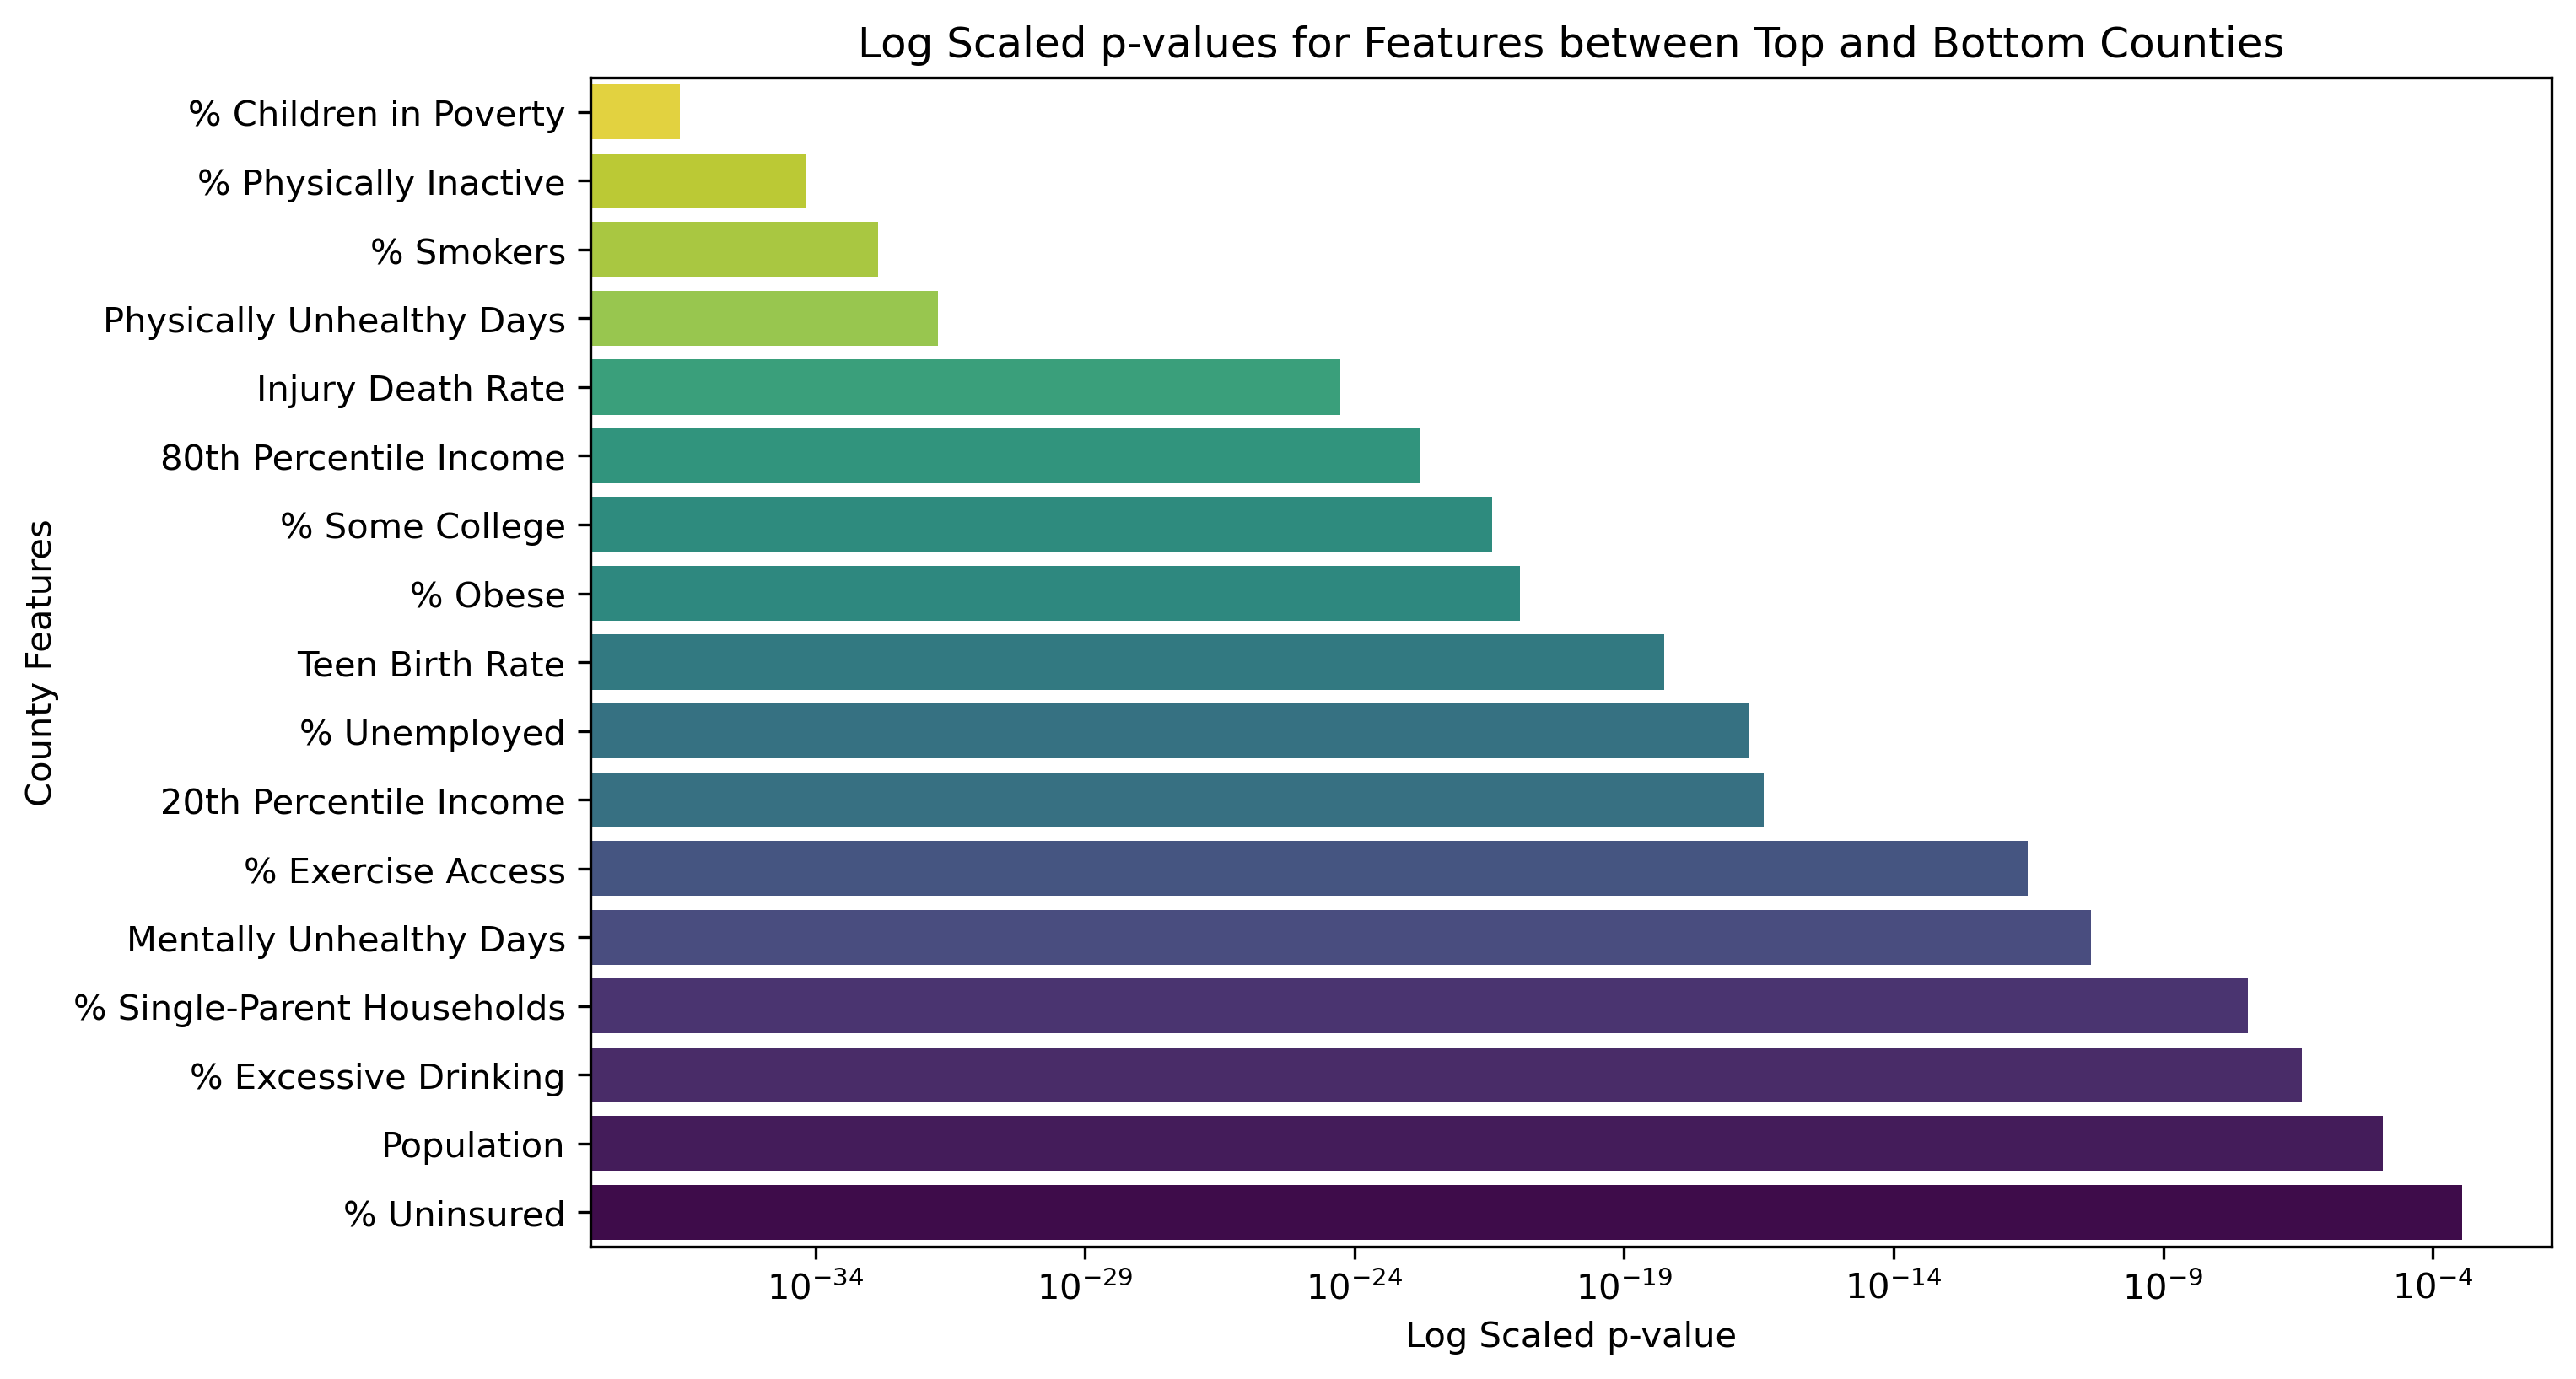 Log Scaled p-values for Features between Top and Bottom Counties
County Features
% Children in Poverty
% Physically Inactive
% Smokers
Physically Unhealthy Days
Injury Death Rate
80th Percentile Income
% Some College
% Obese
Teen Birth Rate
% Unemployed
20th Percentile Income
% Exercise Access
Mentally Unhealthy Days
% Single-Parent Households
% Excessive Drinking
Population
% Uninsured
10⁻³⁴ 10⁻²⁹ 10⁻²⁴ 10⁻¹⁹ 10⁻¹⁴ 10⁻⁹ 10⁻⁴
Log Scaled p-value